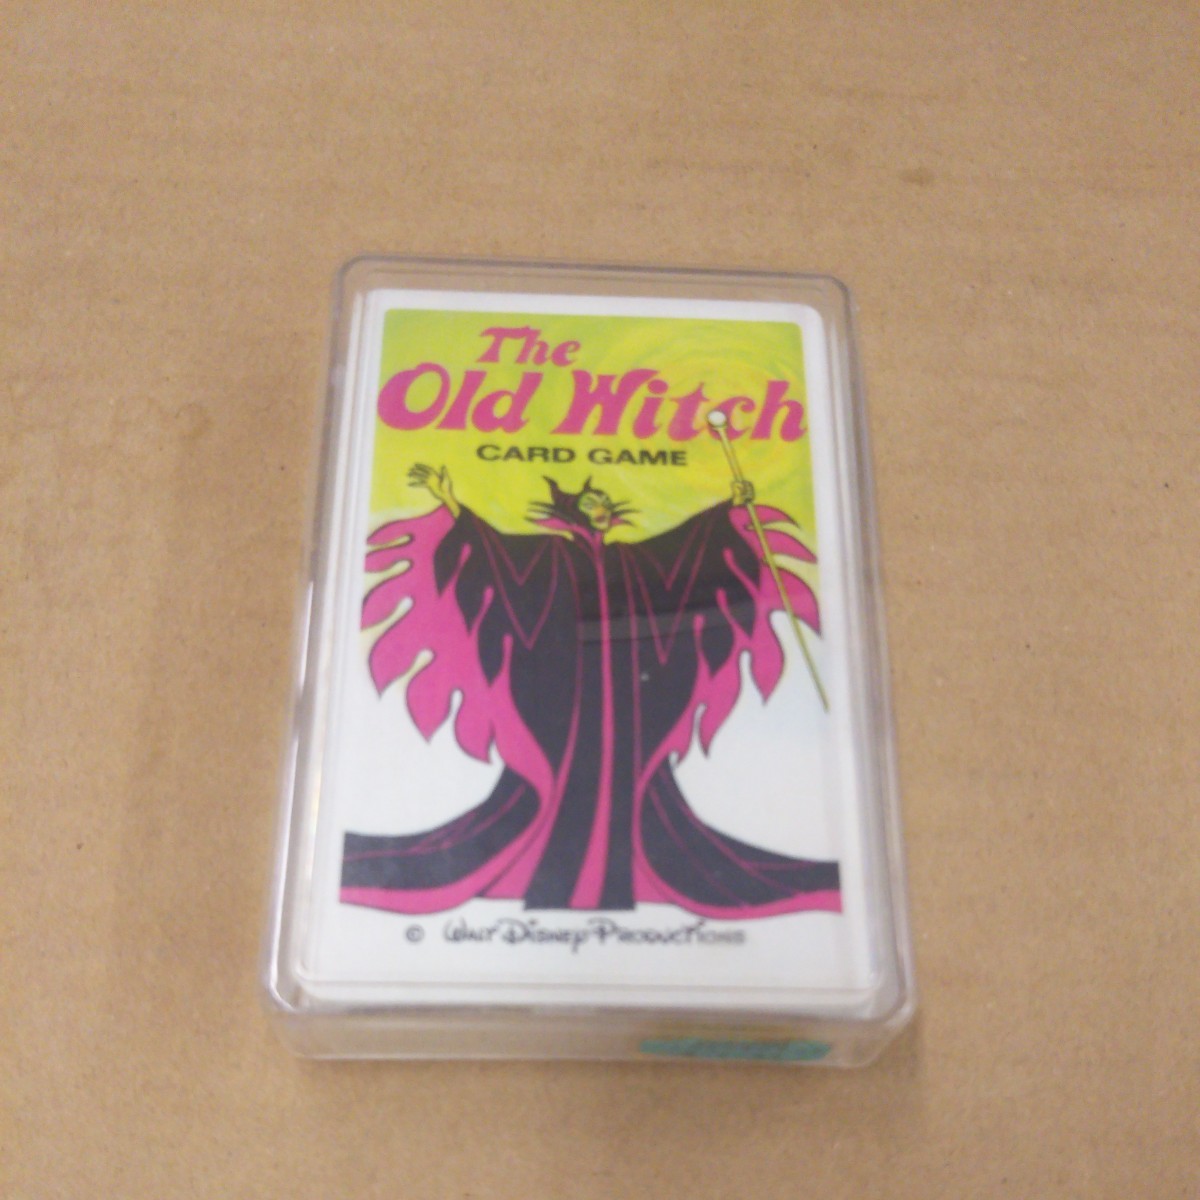 The
Old Witch
CARD GAME
© Walt Disney Productions